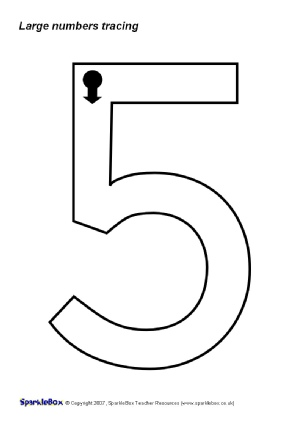 Large numbers tracing
5
SparkleBox © Copyright 2007, SparkleBox Teacher Resources (www.sparklebox.co.uk)